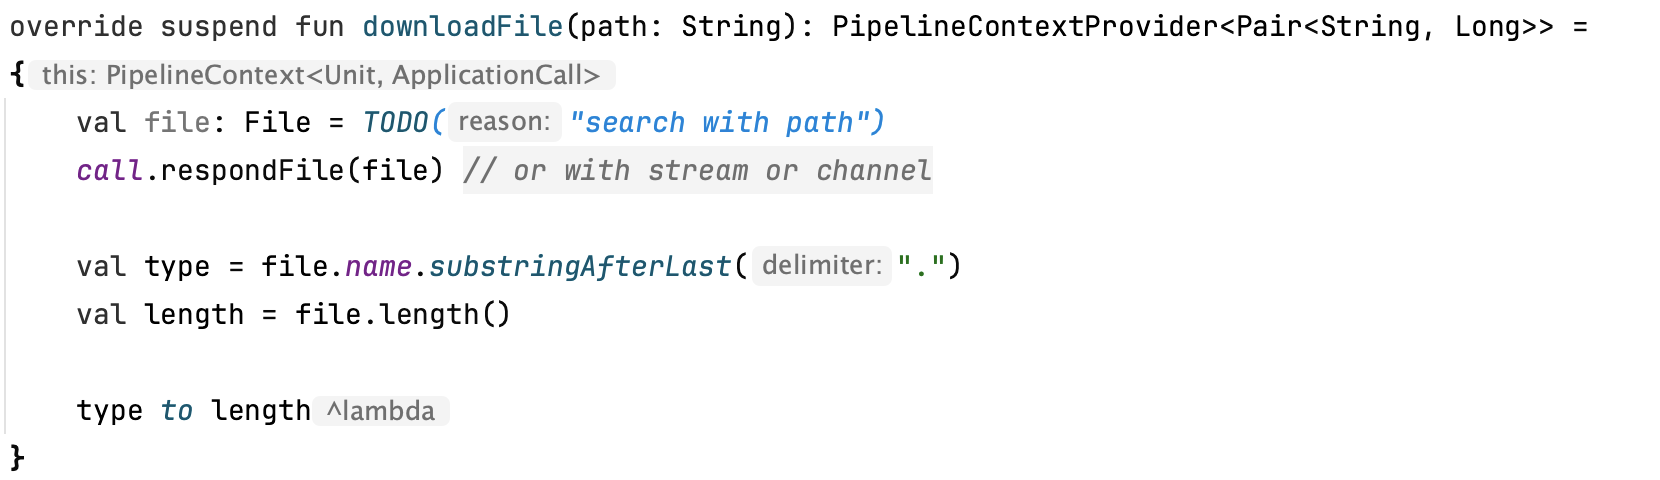 override suspend fun downloadFile(path: String): PipelineContextProvider<Pair<String, Long>> =
{ this: PipelineContext<Unit, ApplicationCall>
val file: File = TODO( reason: "search with path")
call.respondFile(file) // or with stream or channel
val type = file.name.substringAfterLast( delimiter: ".")
val length = file.length()
type to length ^lambda
}